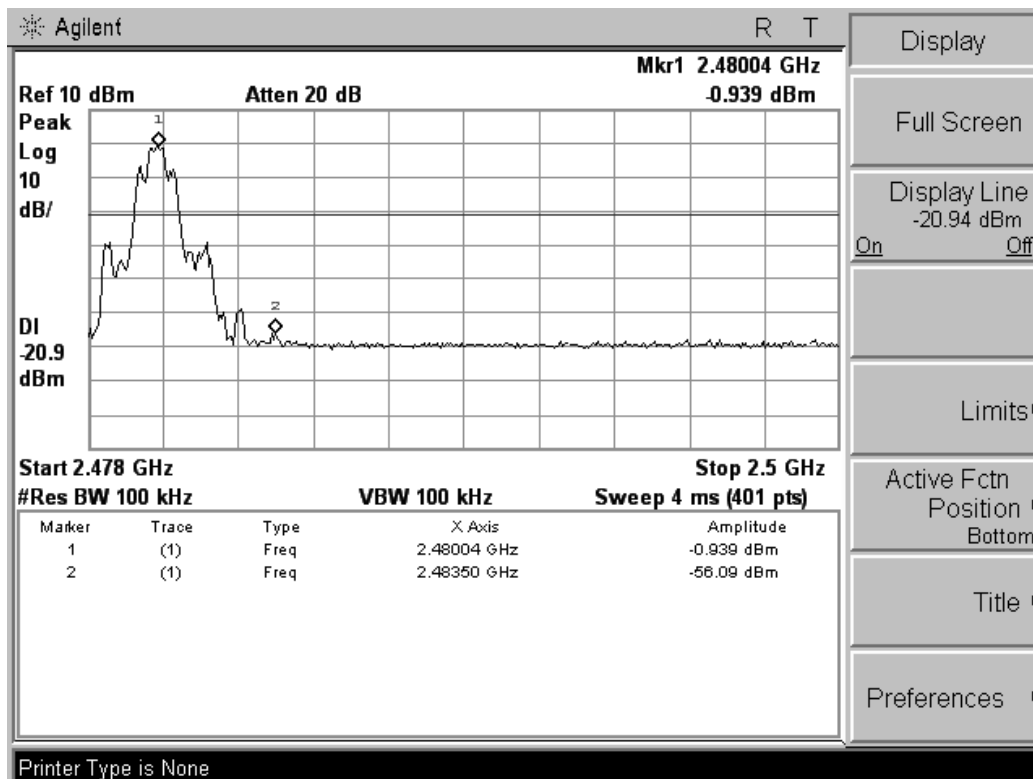 Agilent R T
Mkr1 2.48004 GHz
Ref 10 dBm Atten 20 dB -0.939 dBm
Peak
Log
10
dB/
1
2
DI
-20.9
dBm
Start 2.478 GHz Stop 2.5 GHz
#Res BW 100 kHz VBW 100 kHz Sweep 4 ms (401 pts)
Marker Trace Type X Axis Amplitude
1 (1) Freq 2.48004 GHz -0.939 dBm
2 (1) Freq 2.48350 GHz -56.09 dBm
Display
Full Screen
Display Line
-20.94 dBm
On Off
Limits
Active Fctn
Position
Bottom
Title
Preferences
Printer Type is None